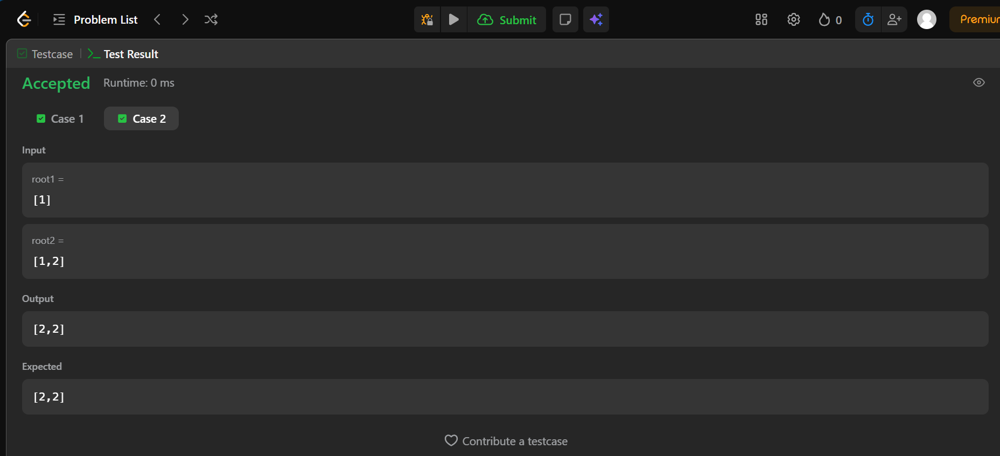 Problem List
Submit
0
Premiu
Testcase
Test Result
Accepted Runtime: 0 ms
Case 1
Case 2
Input
root1 =
[1]
root2 =
[1,2]
Output
[2,2]
Expected
[2,2]
Contribute a testcase